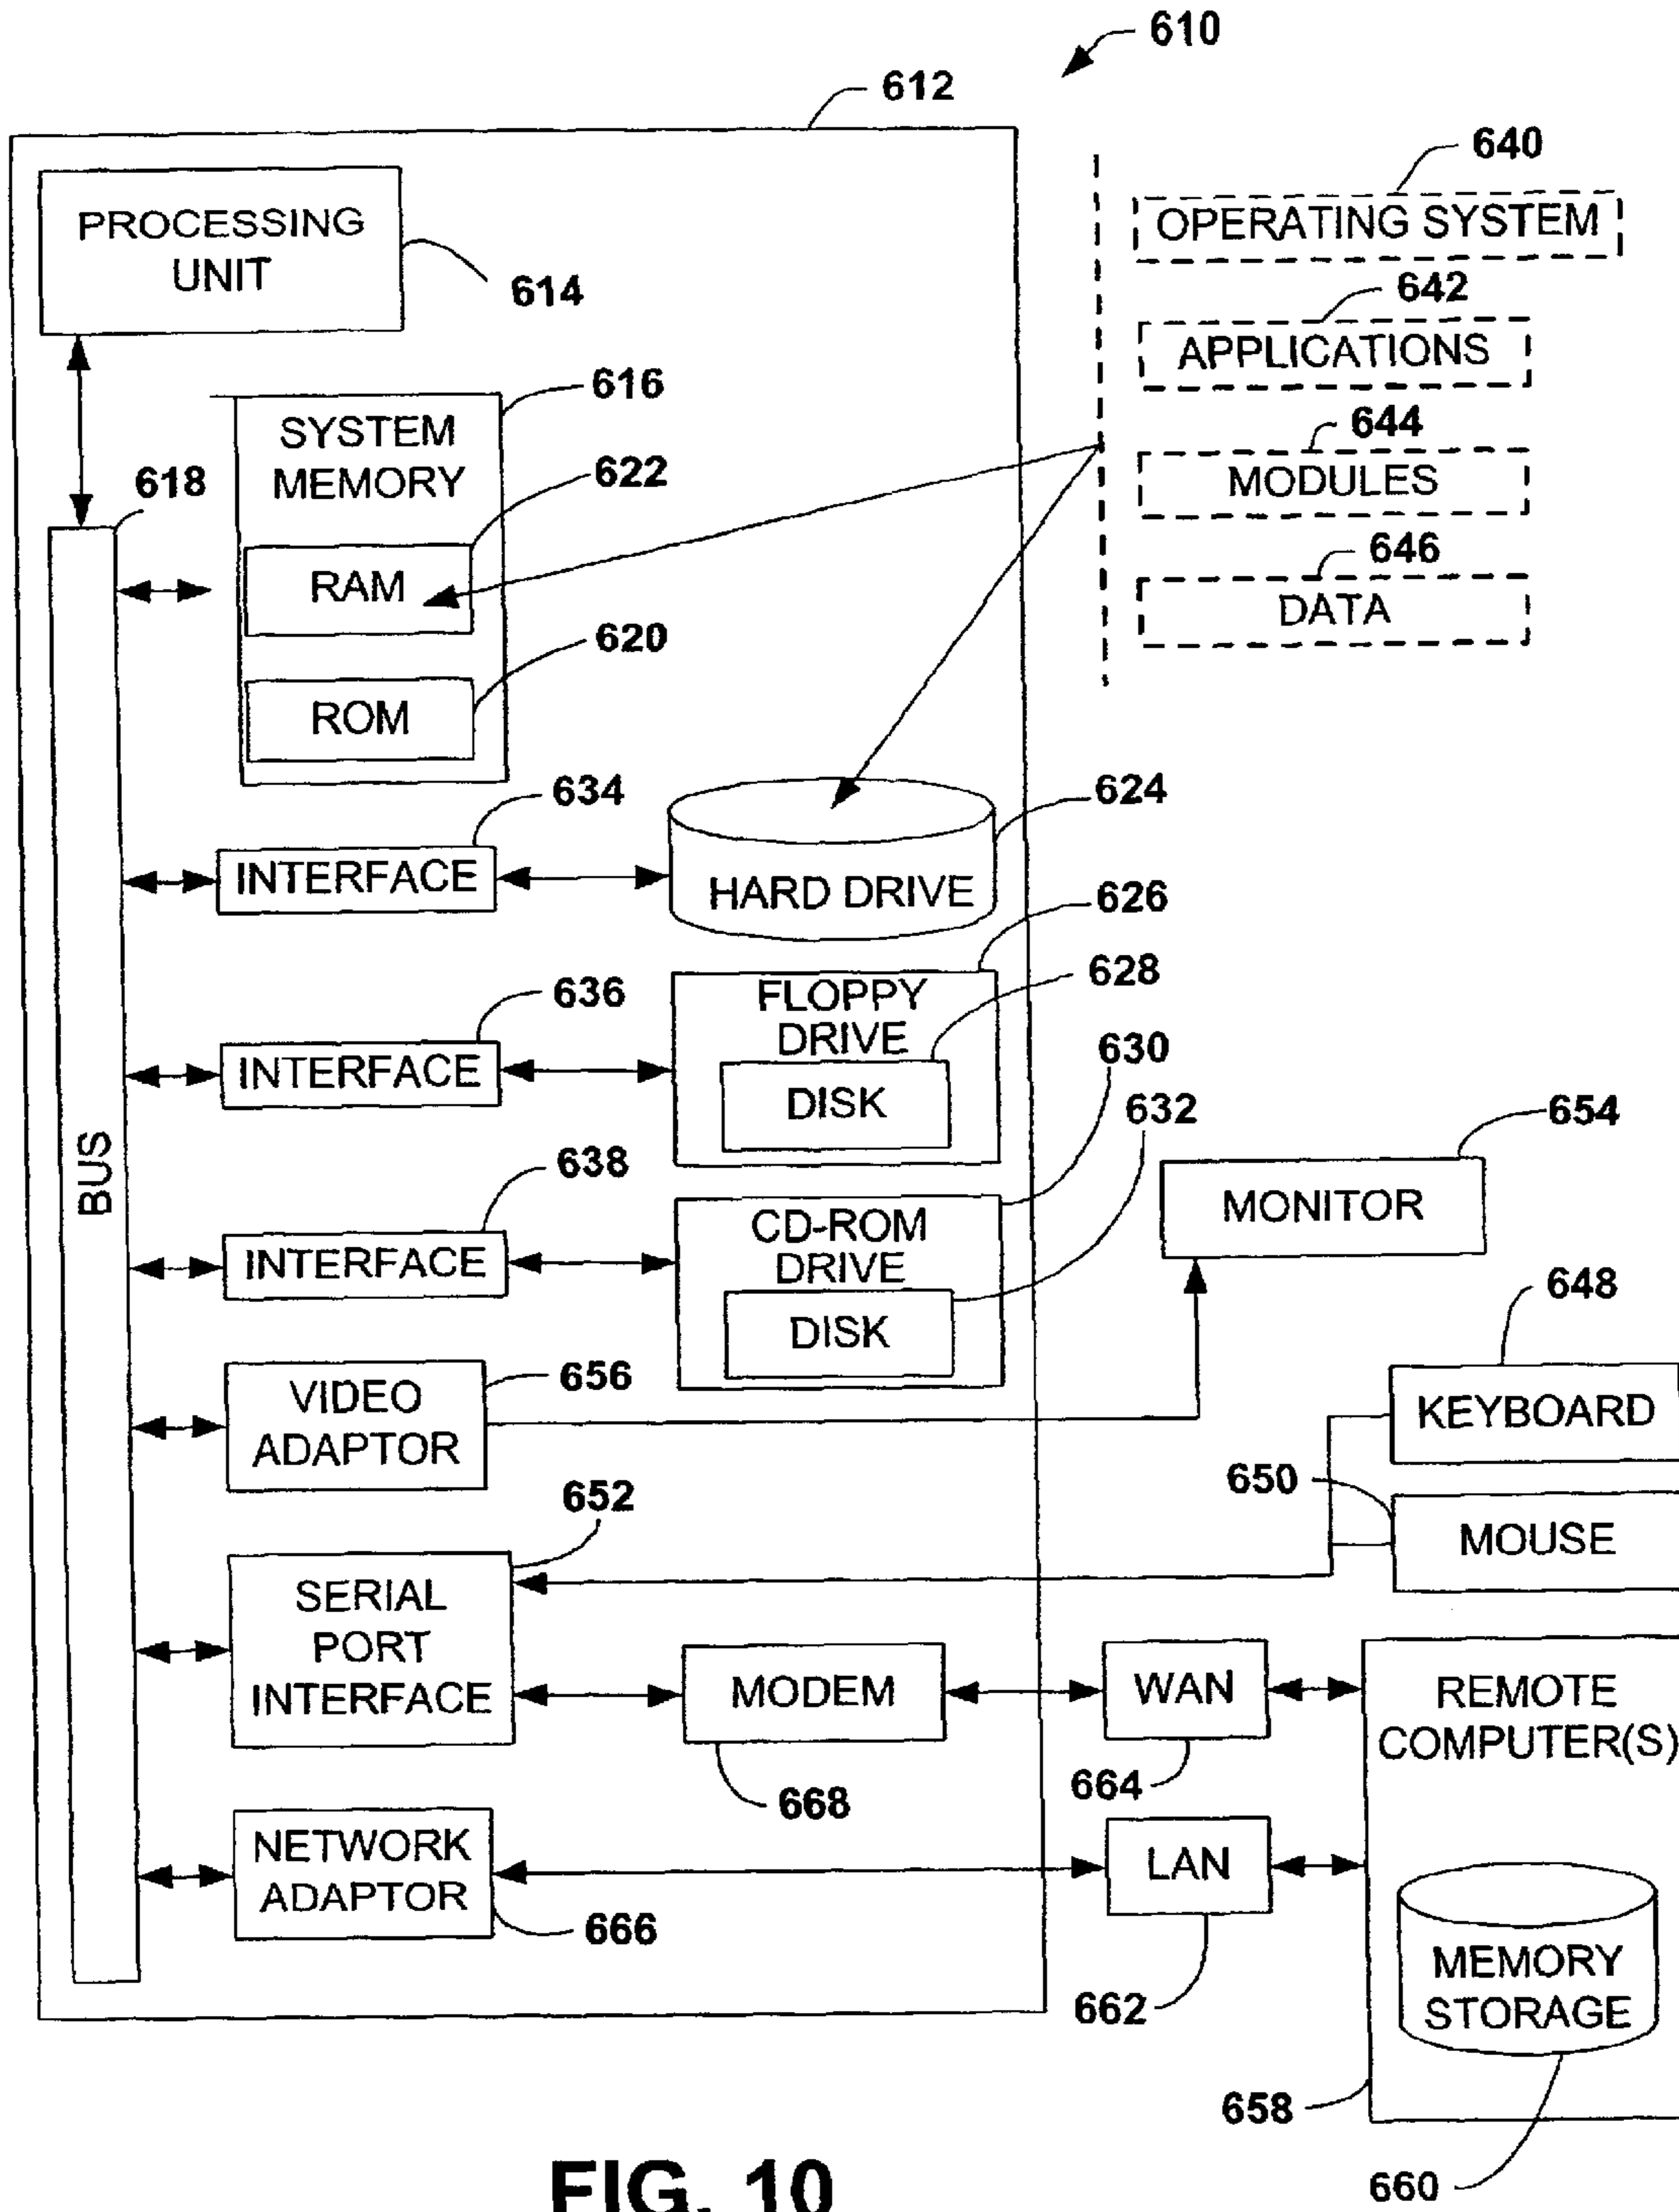 610
612
640
PROCESSING
UNIT
614
OPERATING SYSTEM
642
APPLICATIONS
616
SYSTEM
MEMORY
644
MODULES
618
622
RAM
646
DATA
620
ROM
634
624
INTERFACE
HARD DRIVE
626
636
628
FLOPPY
DRIVE
INTERFACE
DISK
630
632
654
BUS
638
MONITOR
CD-ROM
DRIVE
INTERFACE
DISK
648
656
VIDEO
ADAPTOR
KEYBOARD
650
652
MOUSE
SERIAL
PORT
INTERFACE
MODEM
WAN
REMOTE
COMPUTER(S)
668
664
NETWORK
ADAPTOR
LAN
666
662
MEMORY
STORAGE
658
660
FIG. 10